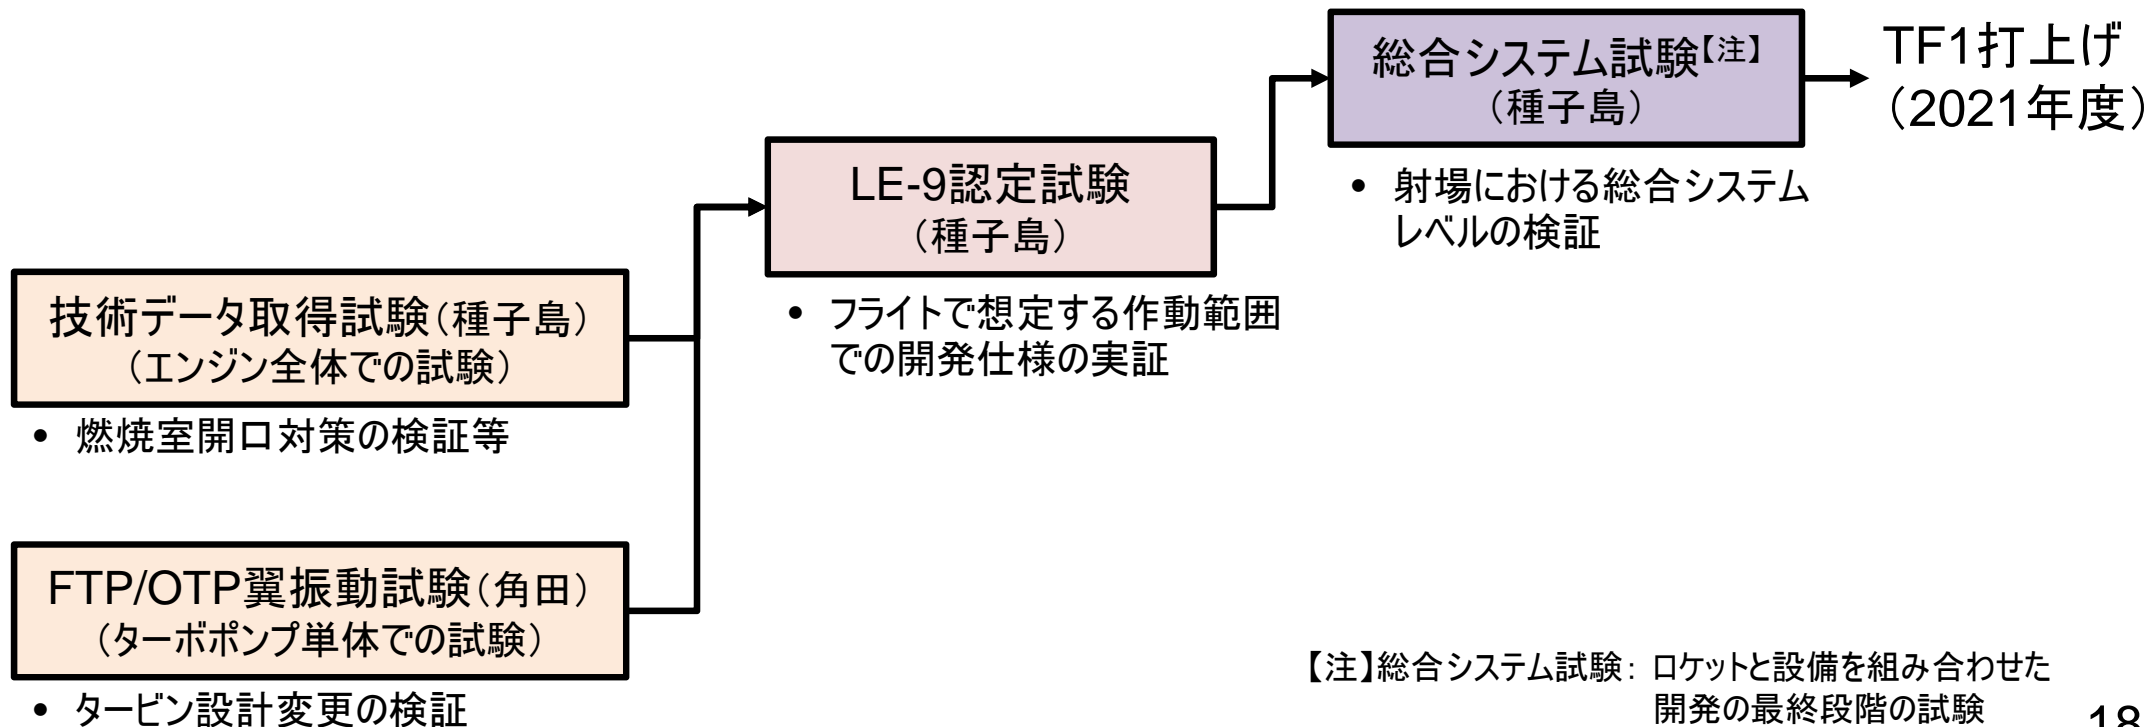 総合システム試験【注】
（種子島）
TF1打上げ
（2021年度）
• 射場における総合システム
レベルの検証
LE-9認定試験
（種子島）
• フライトで想定する作動範囲
での開発仕様の実証
技術データ取得試験（種子島）
（エンジン全体での試験）
• 燃焼室開口対策の検証等
FTP/OTP翼振動試験（角田）
（ターボポンプ単体での試験）
• タービン設計変更の検証
【注】総合システム試験： ロケットと設備を組み合わせた
開発の最終段階の試験
18